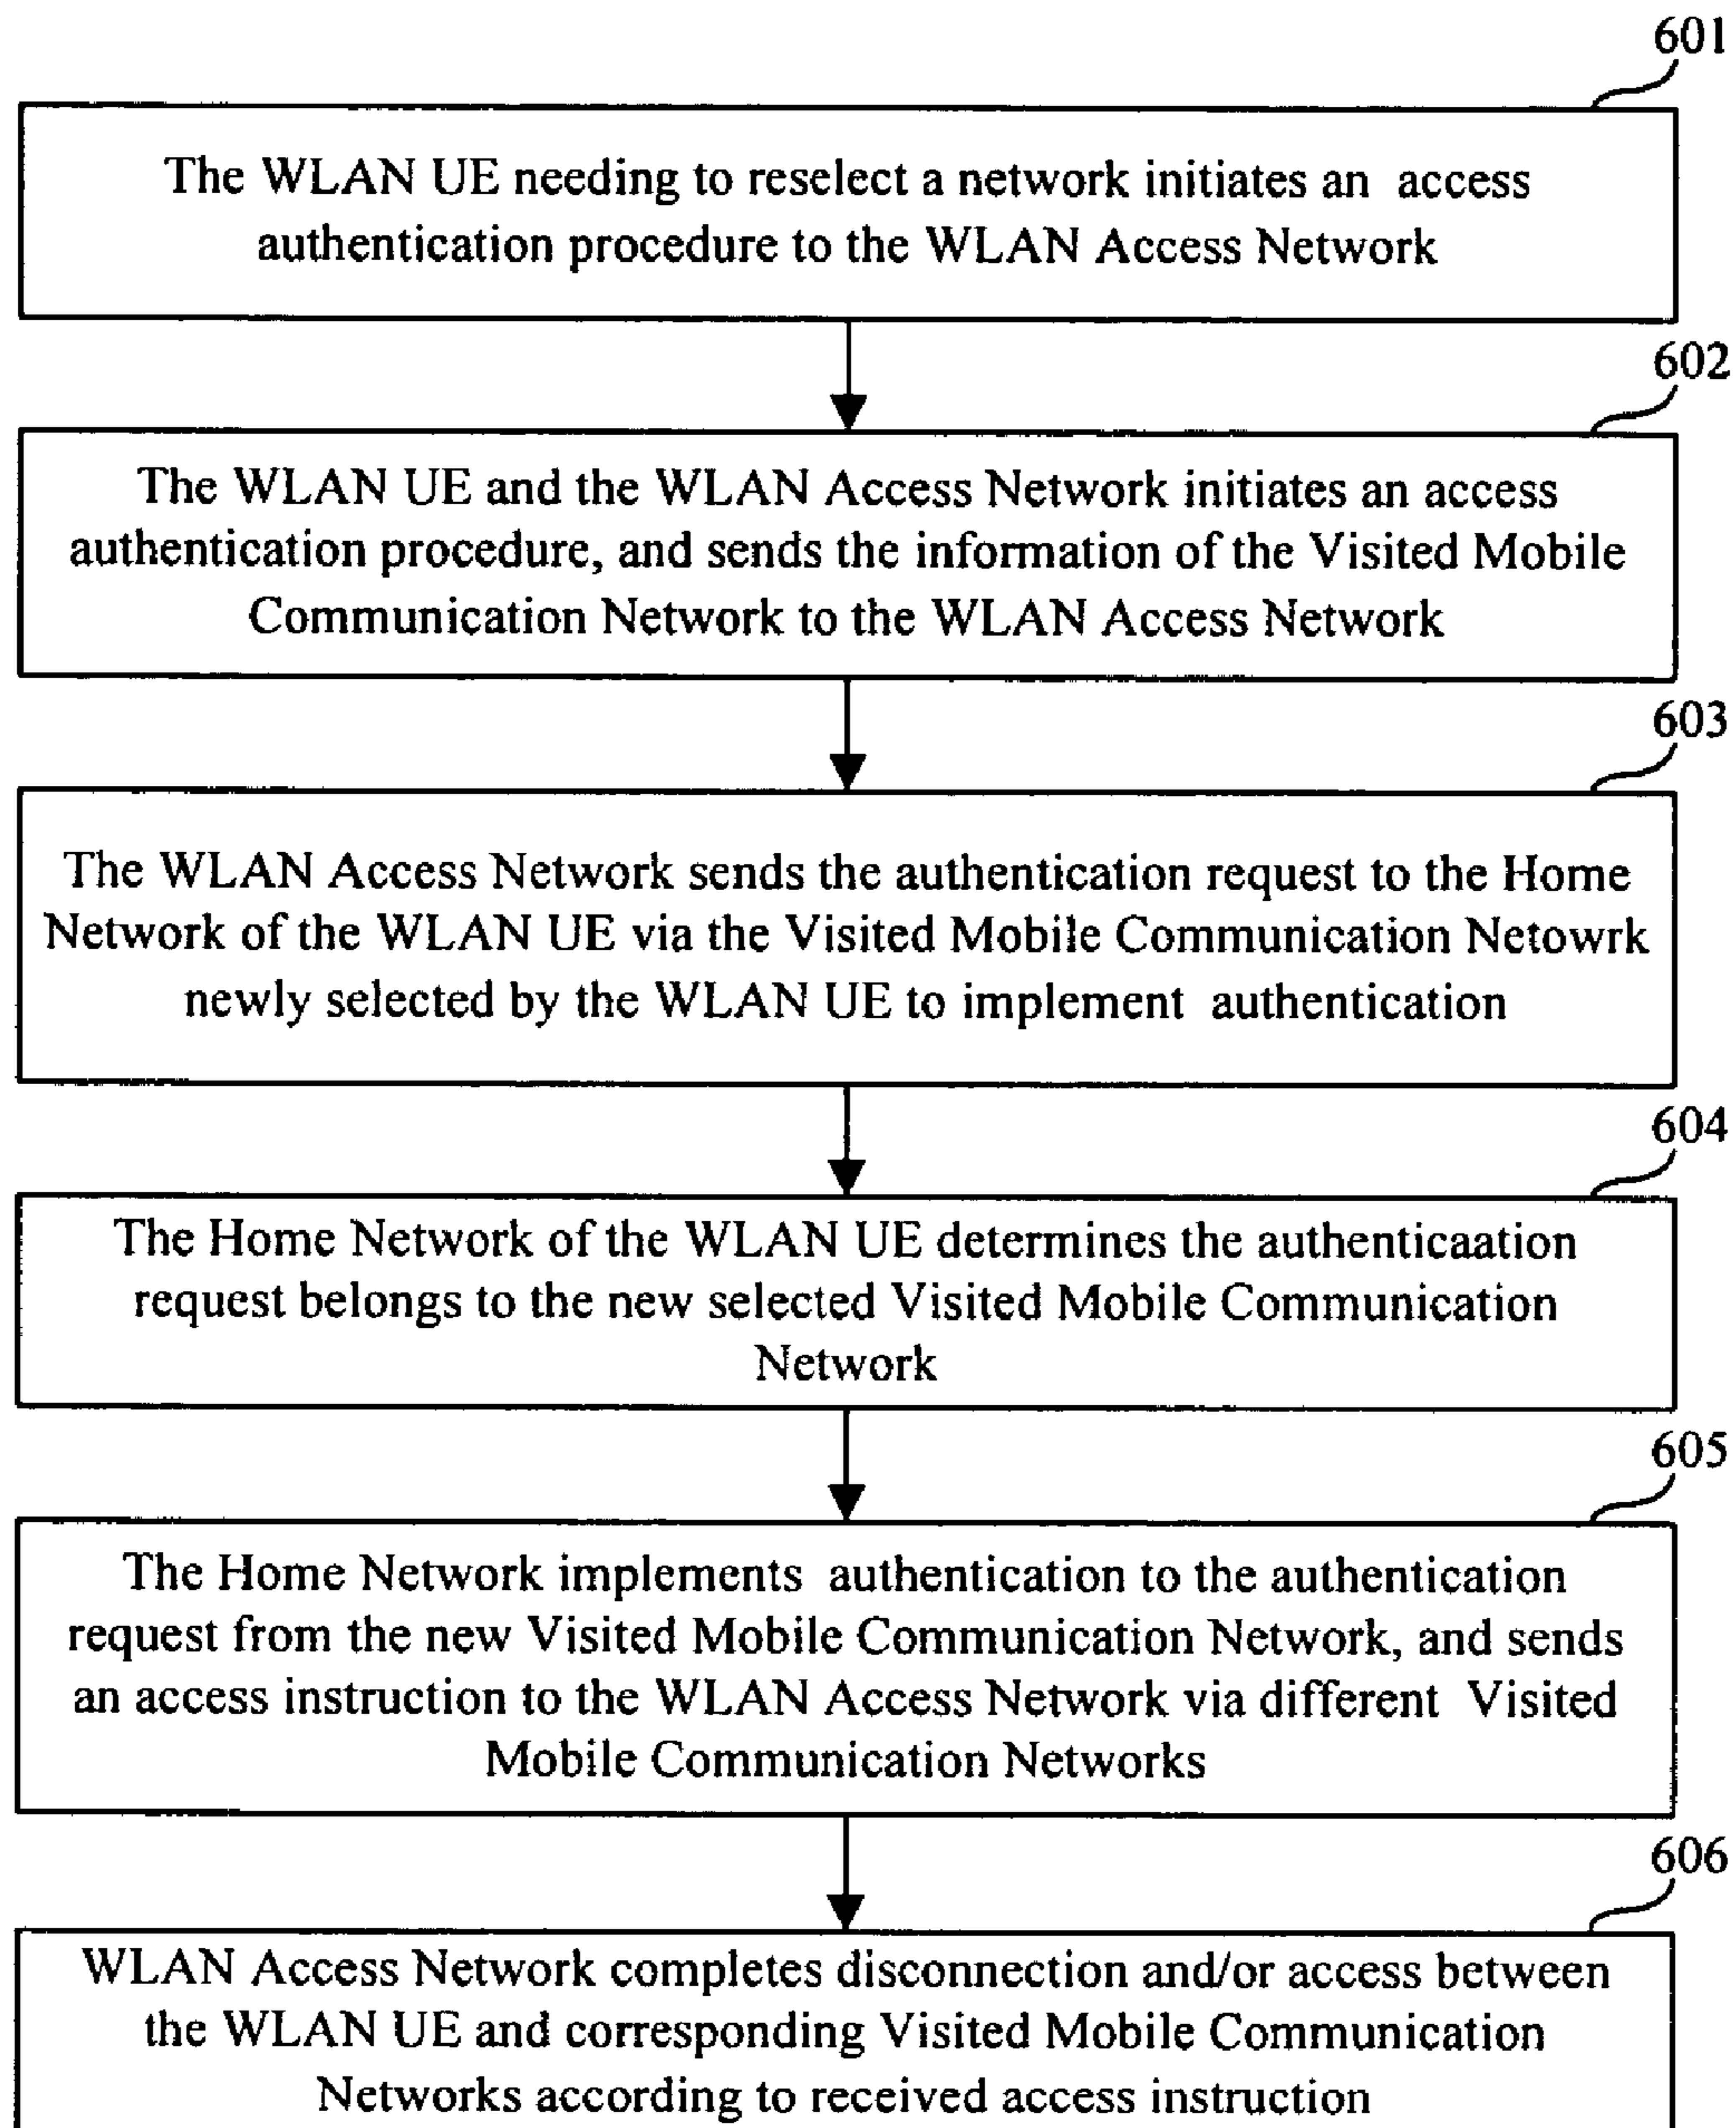 601
The WLAN UE needing to reselect a network initiates an access
authentication procedure to the WLAN Access Network
602
The WLAN UE and the WLAN Access Network initiates an access
authentication procedure, and sends the information of the Visited Mobile
Communication Network to the WLAN Access Network
603
The WLAN Access Network sends the authentication request to the Home
Network of the WLAN UE via the Visited Mobile Communication Netowrk
newly selected by the WLAN UE to implement authentication
604
The Home Network of the WLAN UE determines the authenticaation
request belongs to the new selected Visited Mobile Communication
Network
605
The Home Network implements authentication to the authentication
request from the new Visited Mobile Communication Network, and sends
an access instruction to the WLAN Access Network via different Visited
Mobile Communication Networks
606
WLAN Access Network completes disconnection and/or access between
the WLAN UE and corresponding Visited Mobile Communication
Networks according to received access instruction